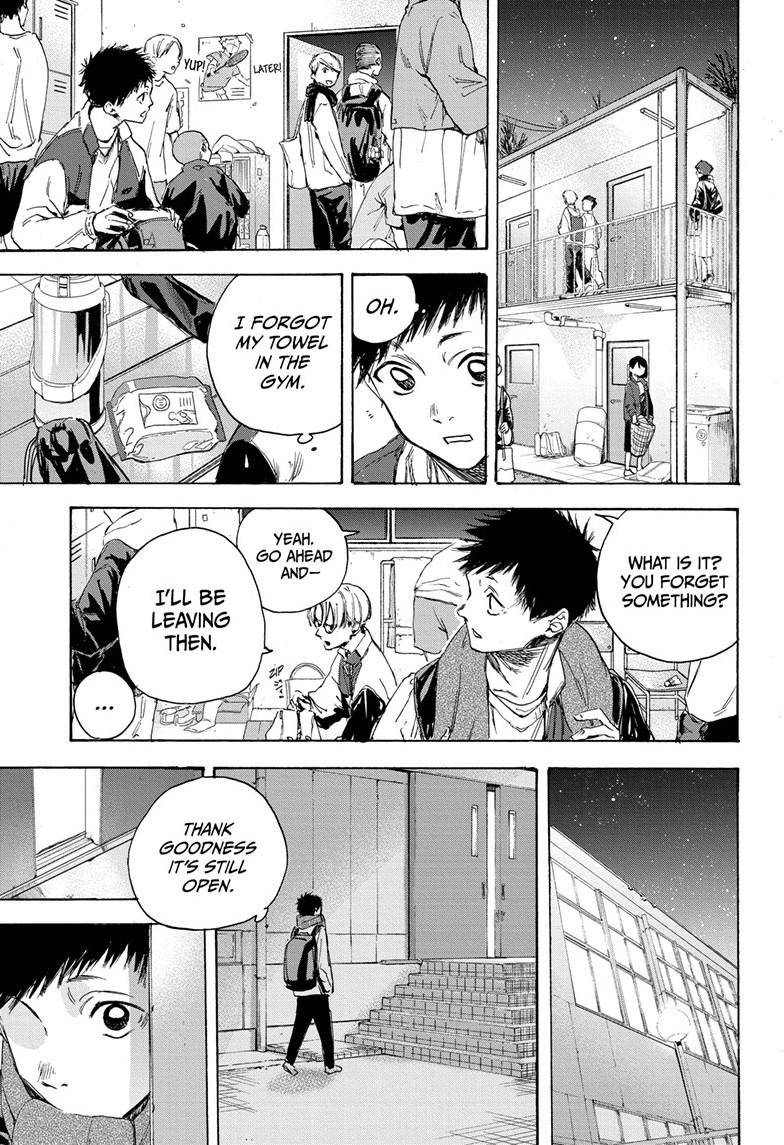 LATER!
YUP!
OH.
I FORGOT
MY TOWEL
IN THE
GYM.
WHAT IS IT?
YOU FORGET
SOMETHING?
YEAH.
GO AHEAD
AND–
ZIP
I'LL BE
LEAVING
THEN.
...
THANK
GOODNESS
IT'S STILL
OPEN.